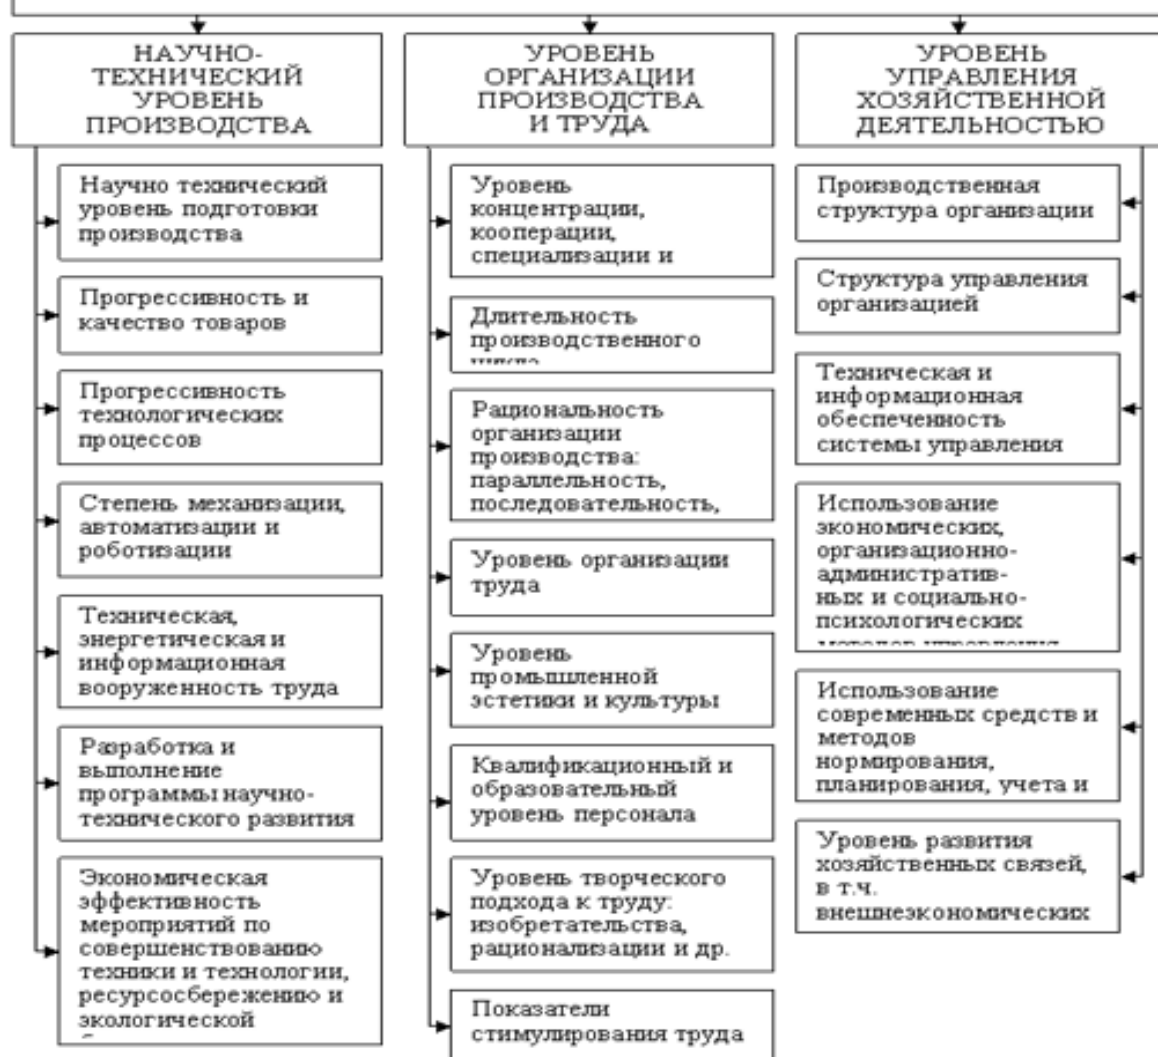 НАУЧНО-
ТЕХНИЧЕСКИЙ
УРОВЕНЬ
ПРОИЗВОДСТВА
Научно технический
уровень подготовки
производства
Прогрессивность и
качество товаров
Прогрессивность
технологических
процессов
Степень механизации,
автоматизации и
роботизации
Техническая,
энергетическая и
информационная
вооруженность труда
Разработка и
выполнение
программы научно-
технического развития
Экономическая
эффективность
мероприятий по
совершенствованию
техники и технологии,
ресурсосбережению и
экологической
УРОВЕНЬ
ОРГАНИЗАЦИИ
ПРОИЗВОДСТВА
И ТРУДА
Уровень
концентрации,
кооперации,
специализации и
Длительность
производственного
Рациональность
организации
производства:
параллельность,
последовательность,
Уровень организации
труда
Уровень
промышленной
эстетики и культуры
Квалификационный и
образовательный
уровень персонала
Уровень творческого
подхода к труду:
изобретательства,
рационализации и др.
Показатели
стимулирования труда
УРОВЕНЬ
УПРАВЛЕНИЯ
ХОЗЯЙСТВЕННОЙ
ДЕЯТЕЛЬНОСТЬЮ
Производственная
структура организации
Структура управления
организацией
Техническая и
информационная
обеспеченность
системы управления
Использование
экономических,
организационно-
административ-
ных и социально-
психологических
Использование
современных средств и
методов
нормирования,
планирования, учета и
Уровень развития
хозяйственных связей,
в т.ч.
внешнеэкономических